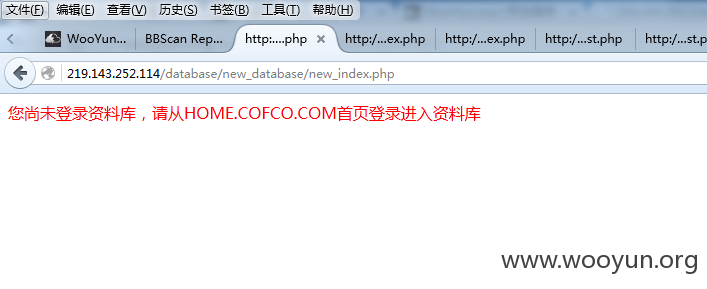 文件(F) 编辑(E) 查看(V) 历史(S) 书签(B) 工具(T) 帮助(H)
WooYun... BBScan Rep... http:/...php × http:/...ex.php http:/...ex.php http:/...st.php http:/...st.p
219.143.252.114/database/new_database/new_index.php
您尚未登录资料库，请从HOME.COFCO.COM首页登录进入资料库
www.wooyun.org